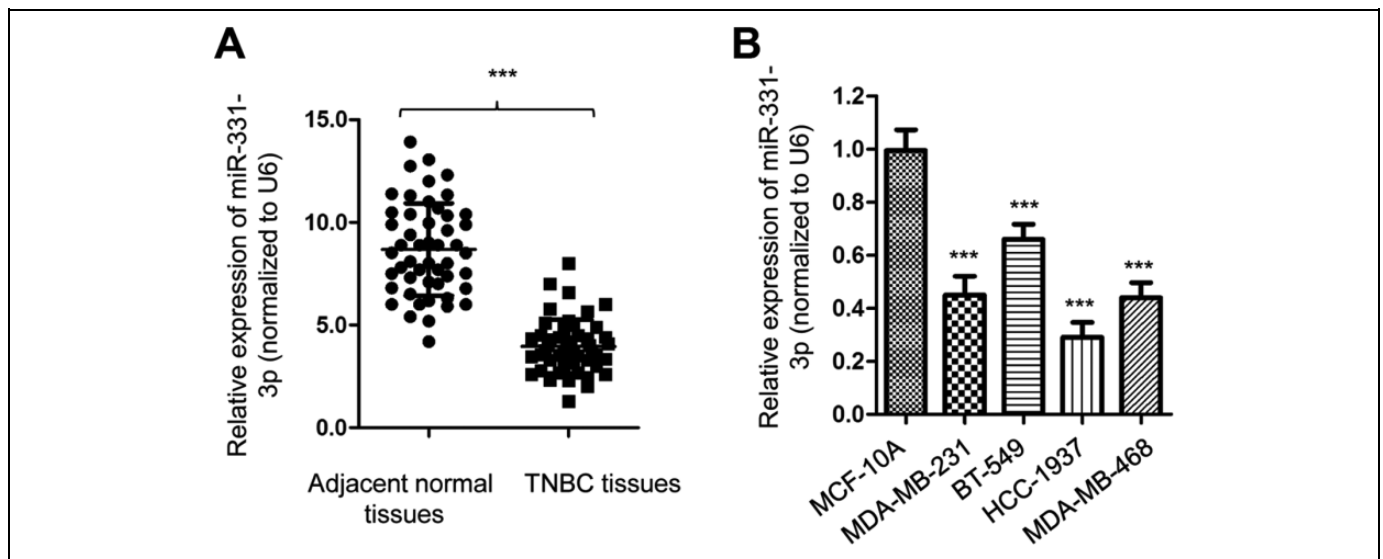 A
***
Relative expression of miR-331-
3p (normalized to U6)
15.0
10.0
5.0
0.0
Adjacent normal
tissues
TNBC tissues
B
Relative expression of miR-331-
3p (normalized to U6)
1.2
1.0
0.8
0.6
0.4
0.2
0.0
***
***
***
***
MCF-10A
MDA-MB-231
BT-549
HCC-1937
MDA-MB-468